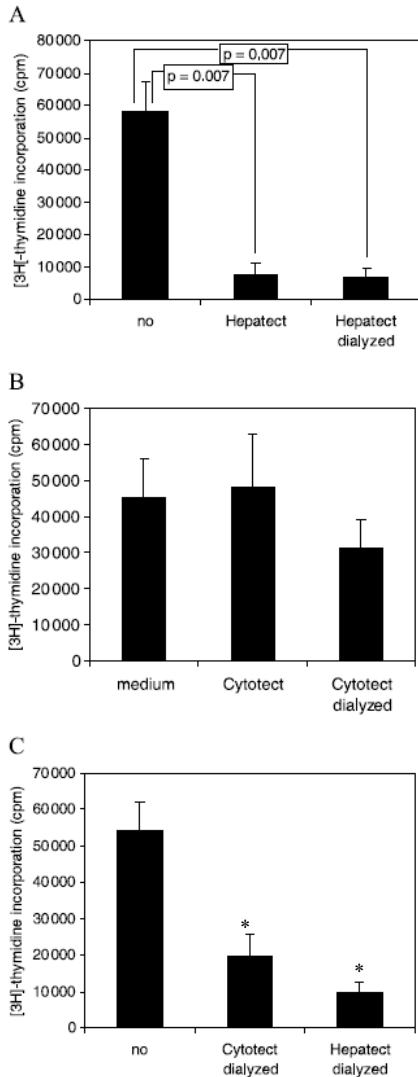 A
80000
70000
60000
50000
40000
30000
20000
10000
0
[3H[-thymidine incorporation (cpm)
p = 0,007
p = 0.007
no
Hepatect
Hepatect
dialyzed
B
70000
60000
50000
40000
30000
20000
10000
0
[3H]-thymidine incorporation (cpm)
medium
Cytotect
Cytotect
dialyzed
C
70000
60000
50000
40000
30000
20000
10000
0
[3H]-thymidine incorporation (cpm)
*
*
no
Cytotect
dialyzed
Hepatect
dialyzed